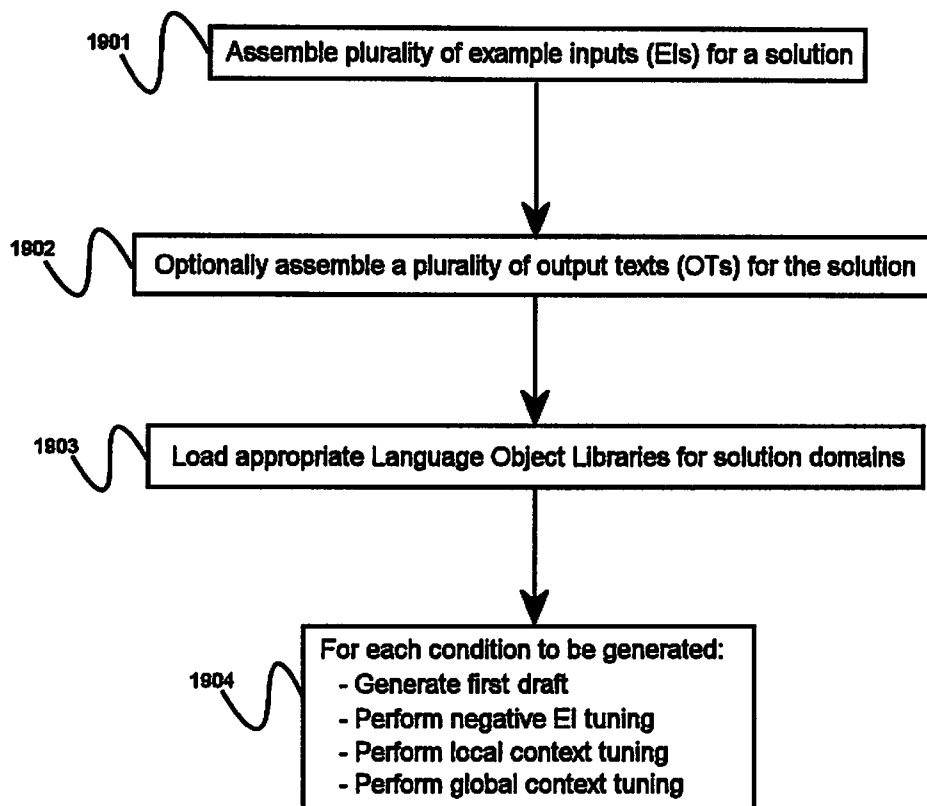 1901
Assemble plurality of example inputs (EIs) for a solution
1902
Optionally assemble a plurality of output texts (OTs) for the solution
1903
Load appropriate Language Object Libraries for solution domains
1904
For each condition to be generated:
- Generate first draft
- Perform negative EI tuning
- Perform local context tuning
- Perform global context tuning